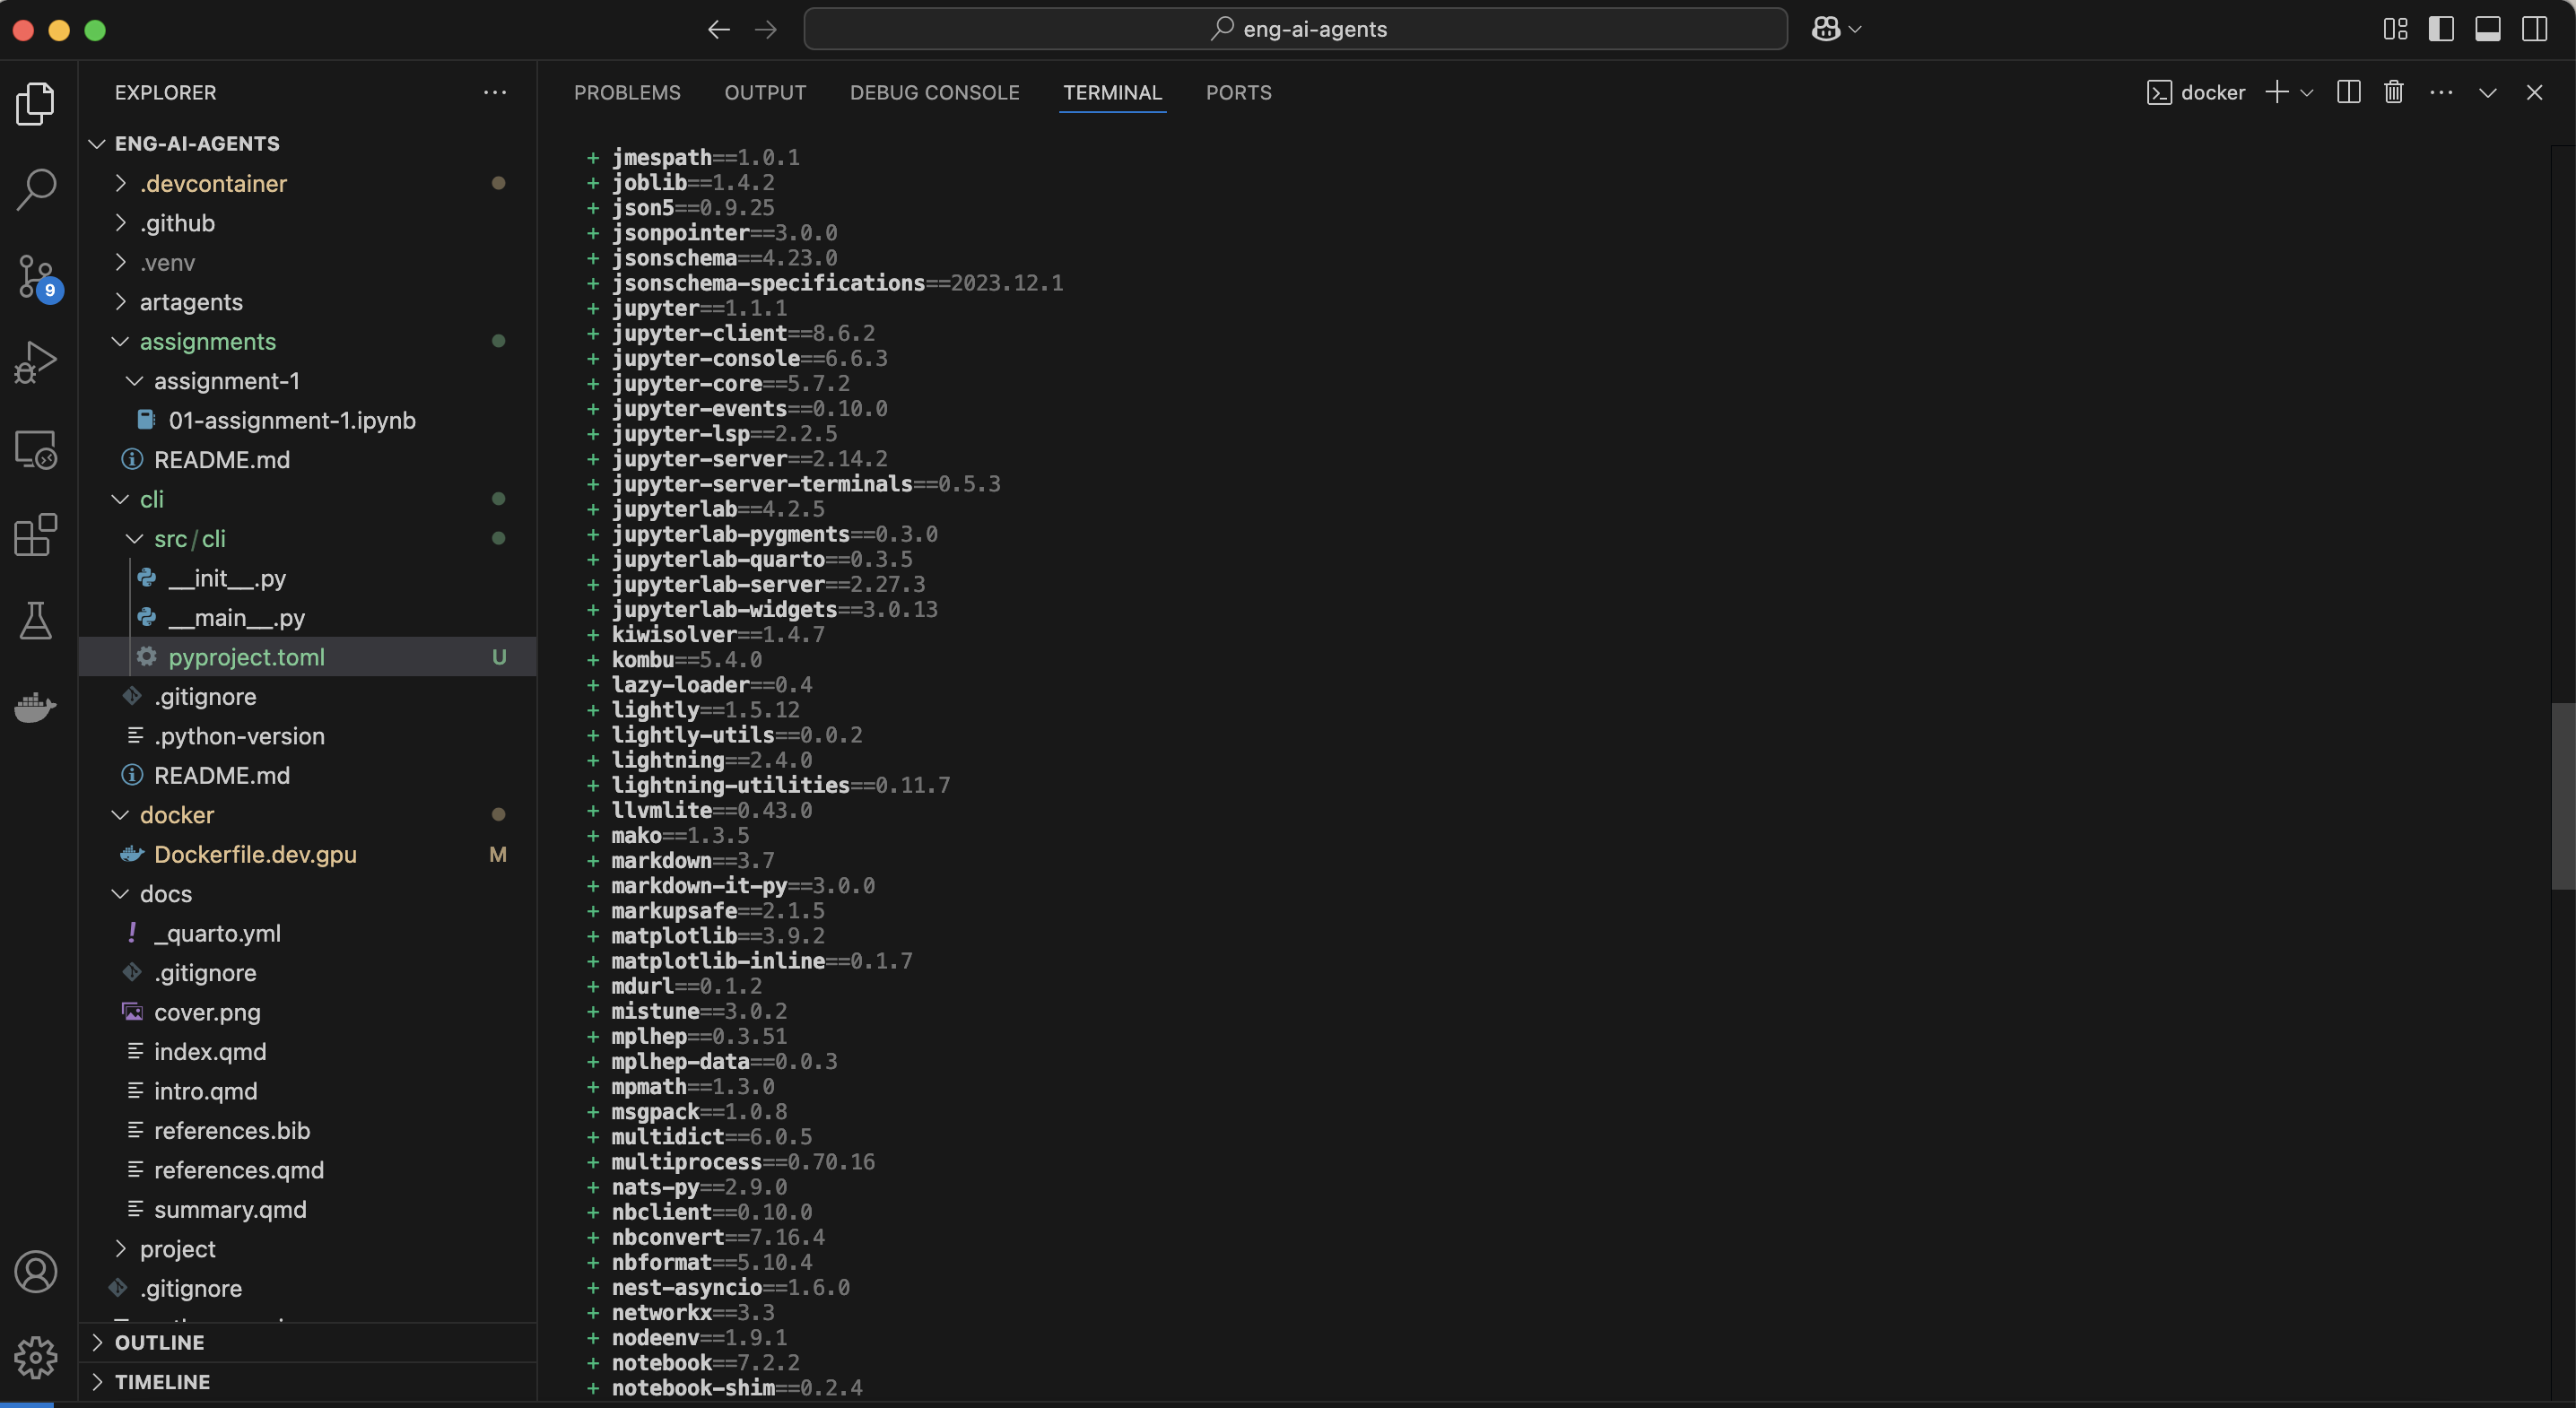 eng-ai-agents
EXPLORER
ENG-AI-AGENTS
.devcontainer
.github
.venv
artagents
assignments
assignment-1
01-assignment-1.ipynb
README.md
cli
src/cli
__init__.py
__main__.py
pyproject.toml U
.gitignore
.python-version
README.md
docker
Dockerfile.dev.gpu M
docs
_quarto.yml
.gitignore
cover.png
index.qmd
intro.qmd
references.bib
references.qmd
summary.qmd
project
.gitignore
OUTLINE
TIMELINE
9
PROBLEMS OUTPUT DEBUG CONSOLE TERMINAL PORTS
docker
+ jmespath==1.0.1
+ joblib==1.4.2
+ json5==0.9.25
+ jsonpointer==3.0.0
+ jsonschema==4.23.0
+ jsonschema-specifications==2023.12.1
+ jupyter==1.1.1
+ jupyter-client==8.6.2
+ jupyter-console==6.6.3
+ jupyter-core==5.7.2
+ jupyter-events==0.10.0
+ jupyter-lsp==2.2.5
+ jupyter-server==2.14.2
+ jupyter-server-terminals==0.5.3
+ jupyterlab==4.2.5
+ jupyterlab-pygments==0.3.0
+ jupyterlab-quarto==0.3.5
+ jupyterlab-server==2.27.3
+ jupyterlab-widgets==3.0.13
+ kiwisolver==1.4.7
+ kombu==5.4.0
+ lazy-loader==0.4
+ lightly==1.5.12
+ lightly-utils==0.0.2
+ lightning==2.4.0
+ lightning-utilities==0.11.7
+ llvmlite==0.43.0
+ mako==1.3.5
+ markdown==3.7
+ markdown-it-py==3.0.0
+ markupsafe==2.1.5
+ matplotlib==3.9.2
+ matplotlib-inline==0.1.7
+ mdurl==0.1.2
+ mistune==3.0.2
+ mplhep==0.3.51
+ mplhep-data==0.0.3
+ mpmath==1.3.0
+ msgpack==1.0.8
+ multidict==6.0.5
+ multiprocess==0.70.16
+ nats-py==2.9.0
+ nbclient==0.10.0
+ nbconvert==7.16.4
+ nbformat==5.10.4
+ nest-asyncio==1.6.0
+ networkx==3.3
+ nodeenv==1.9.1
+ notebook==7.2.2
+ notebook-shim==0.2.4